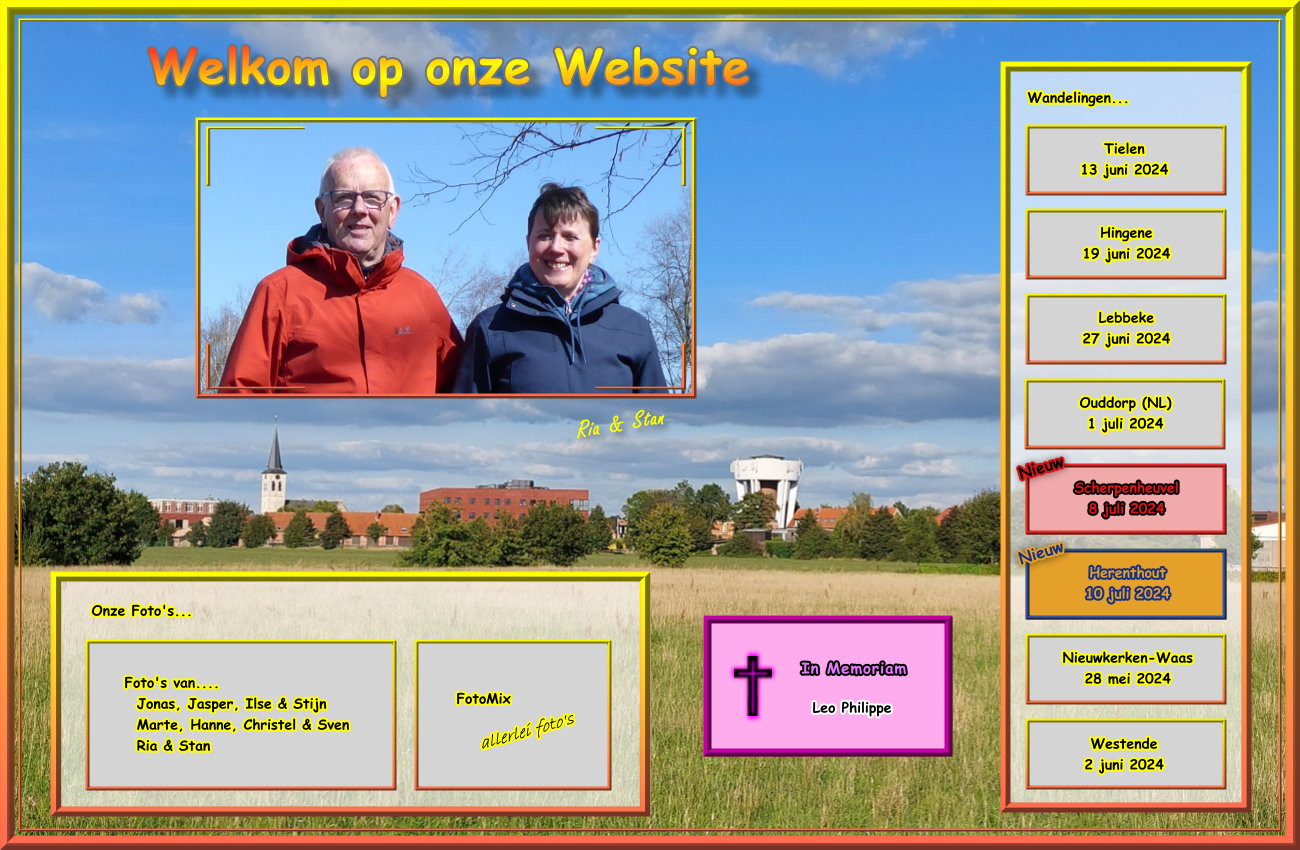 Welkom op onze Website
Ria & Stan
Wandelingen...
Tielen
13 juni 2024
Hingene
19 juni 2024
Lebbeke
27 juni 2024
Ouddorp (NL)
1 juli 2024
Nieuw
Scherpenheuvel
8 juli 2024
Nieuw
Herenthout
10 juli 2024
Nieuwkerken-Waas
28 mei 2024
Westende
2 juni 2024
Onze Foto's...
Foto's van....
Jonas, Jasper, Ilse & Stijn
Marte, Hanne, Christel & Sven
Ria & Stan
FotoMix
allerlei foto's
In Memoriam
Leo Philippe